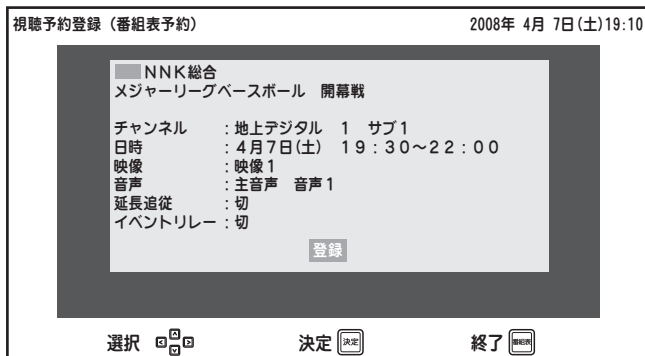 視聴予約登録（番組表予約） 2008年 4月 7日(土)19:10
ＮＮＫ総合
メジャーリーグベースボール　開幕戦
チャンネル　：地上デジタル　１　サブ１
日時　：４月７日(土)　１９：３０～２２：００
映像　：映像１
音声　：主音声　音声１
延長追従　：切
イベントリレー：切
登録
選択 決定 決定 終了 番組表